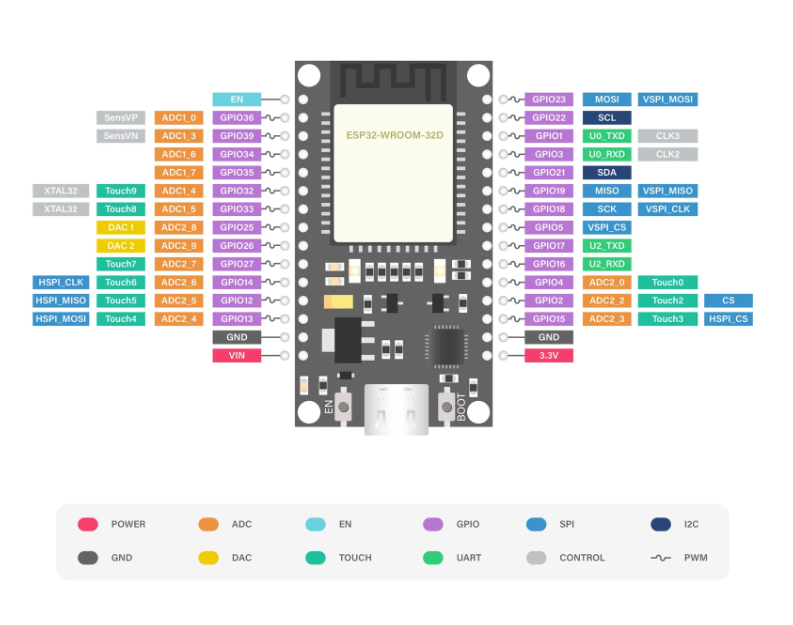 EN GPIO23 MOSI VSPI_MOSI
SensVP ADC1_0 GPIO36 GPIO22 SCL
SensVN ADC1_3 GPIO39 ESP32-WROOM-32D GPIO1 U0_TXD CLK3
ADC1_6 GPIO34 GPIO3 U0_RXD CLK2
ADC1_7 GPIO35 GPIO21 SDA
XTAL32 Touch9 ADC1_4 GPIO32 GPIO19 MISO VSPI_MISO
XTAL32 Touch8 ADC1_5 GPIO33 GPIO18 SCK VSPI_CLK
DAC 1 ADC2_8 GPIO25 GPIO5 VSPI_CS
DAC 2 ADC2_9 GPIO26 GPIO17 U2_TXD
Touch7 ADC2_7 GPIO27 GPIO16 U2_RXD
HSPI_CLK Touch6 ADC2_6 GPIO14 GPIO4 ADC2_0 Touch0
HSPI_MISO Touch5 ADC2_5 GPIO12 GPIO2 ADC2_2 Touch2 CS
HSPI_MOSI Touch4 ADC2_4 GPIO13 GPIO15 ADC2_3 Touch3 HSPI_CS
GND GND
VIN 3.3V
EN BOOT
POWER ADC EN GPIO SPI I2C
GND DAC TOUCH UART CONTROL PWM